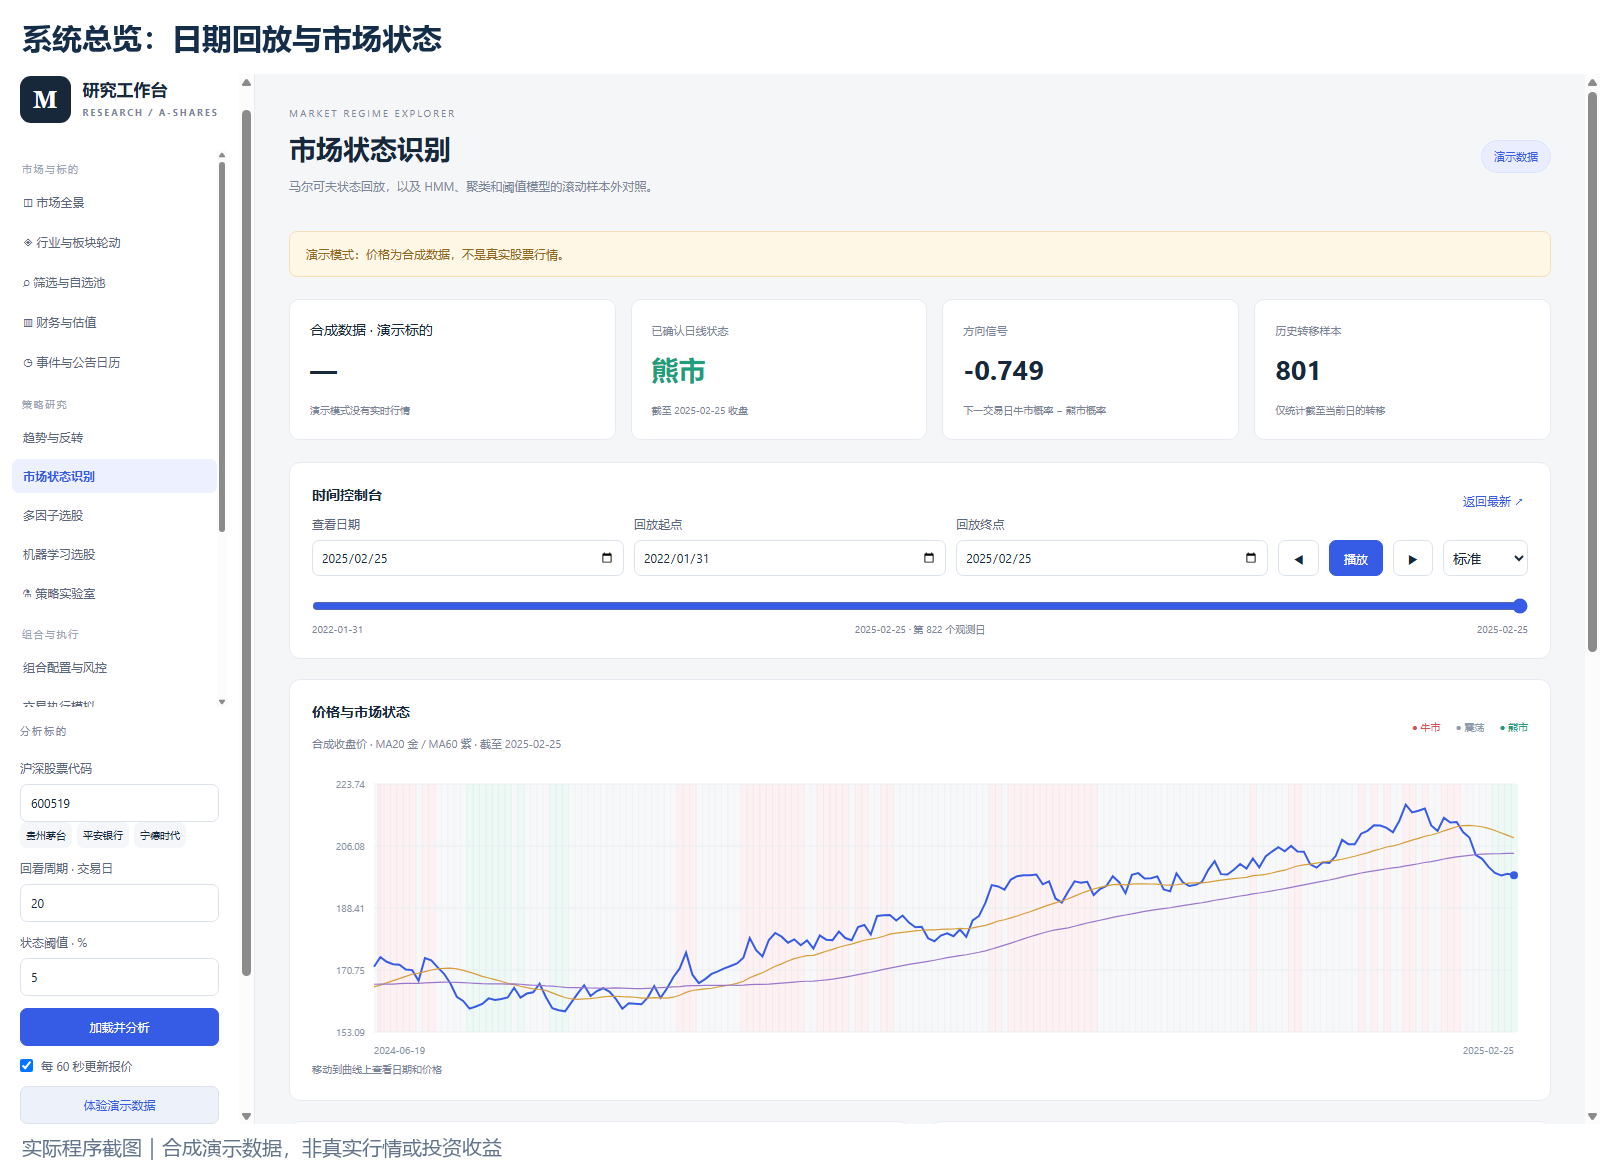 系统总览：日期回放与市场状态
M
研究工作台
RESEARCH / A-SHARES
市场与标的
市场全景
行业与板块轮动
筛选与自选池
财务与估值
事件与公告日历
策略研究
趋势与反转
市场状态识别
多因子选股
机器学习选股
策略实验室
组合与执行
组合配置与风控
交易执行模拟
分析标的
沪深股票代码
600519
贵州茅台 平安银行 宁德时代
回看周期 · 交易日
20
状态阈值 · %
5
加载并分析
每 60 秒更新报价
体验演示数据
MARKET REGIME EXPLORER
市场状态识别
马尔可夫状态回放，以及 HMM、聚类和阈值模型的滚动样本外对照。
演示数据
演示模式：价格为合成数据，不是真实股票行情。
合成数据 · 演示标的
—
演示模式没有实时行情
已确认日线状态
熊市
截至 2025-02-25 收盘
方向信号
-0.749
下一交易日牛市概率 − 熊市概率
历史转移样本
801
仅统计截至当前日的转移
时间控制台
返回最新 ↗
查看日期 回放起点 回放终点
2025/02/25 2022/01/31 2025/02/25 ◀ 播放 ▶ 标准
2022-01-31 2025-02-25 · 第 822 个观测日 2025-02-25
价格与市场状态
牛市 震荡 熊市
合成收盘价 · MA20 金 / MA60 紫 · 截至 2025-02-25
223.74
206.08
188.41
170.75
153.09
2024-06-19 2025-02-25
移动到曲线上查看日期和价格
实际程序截图｜合成演示数据，非真实行情或投资收益